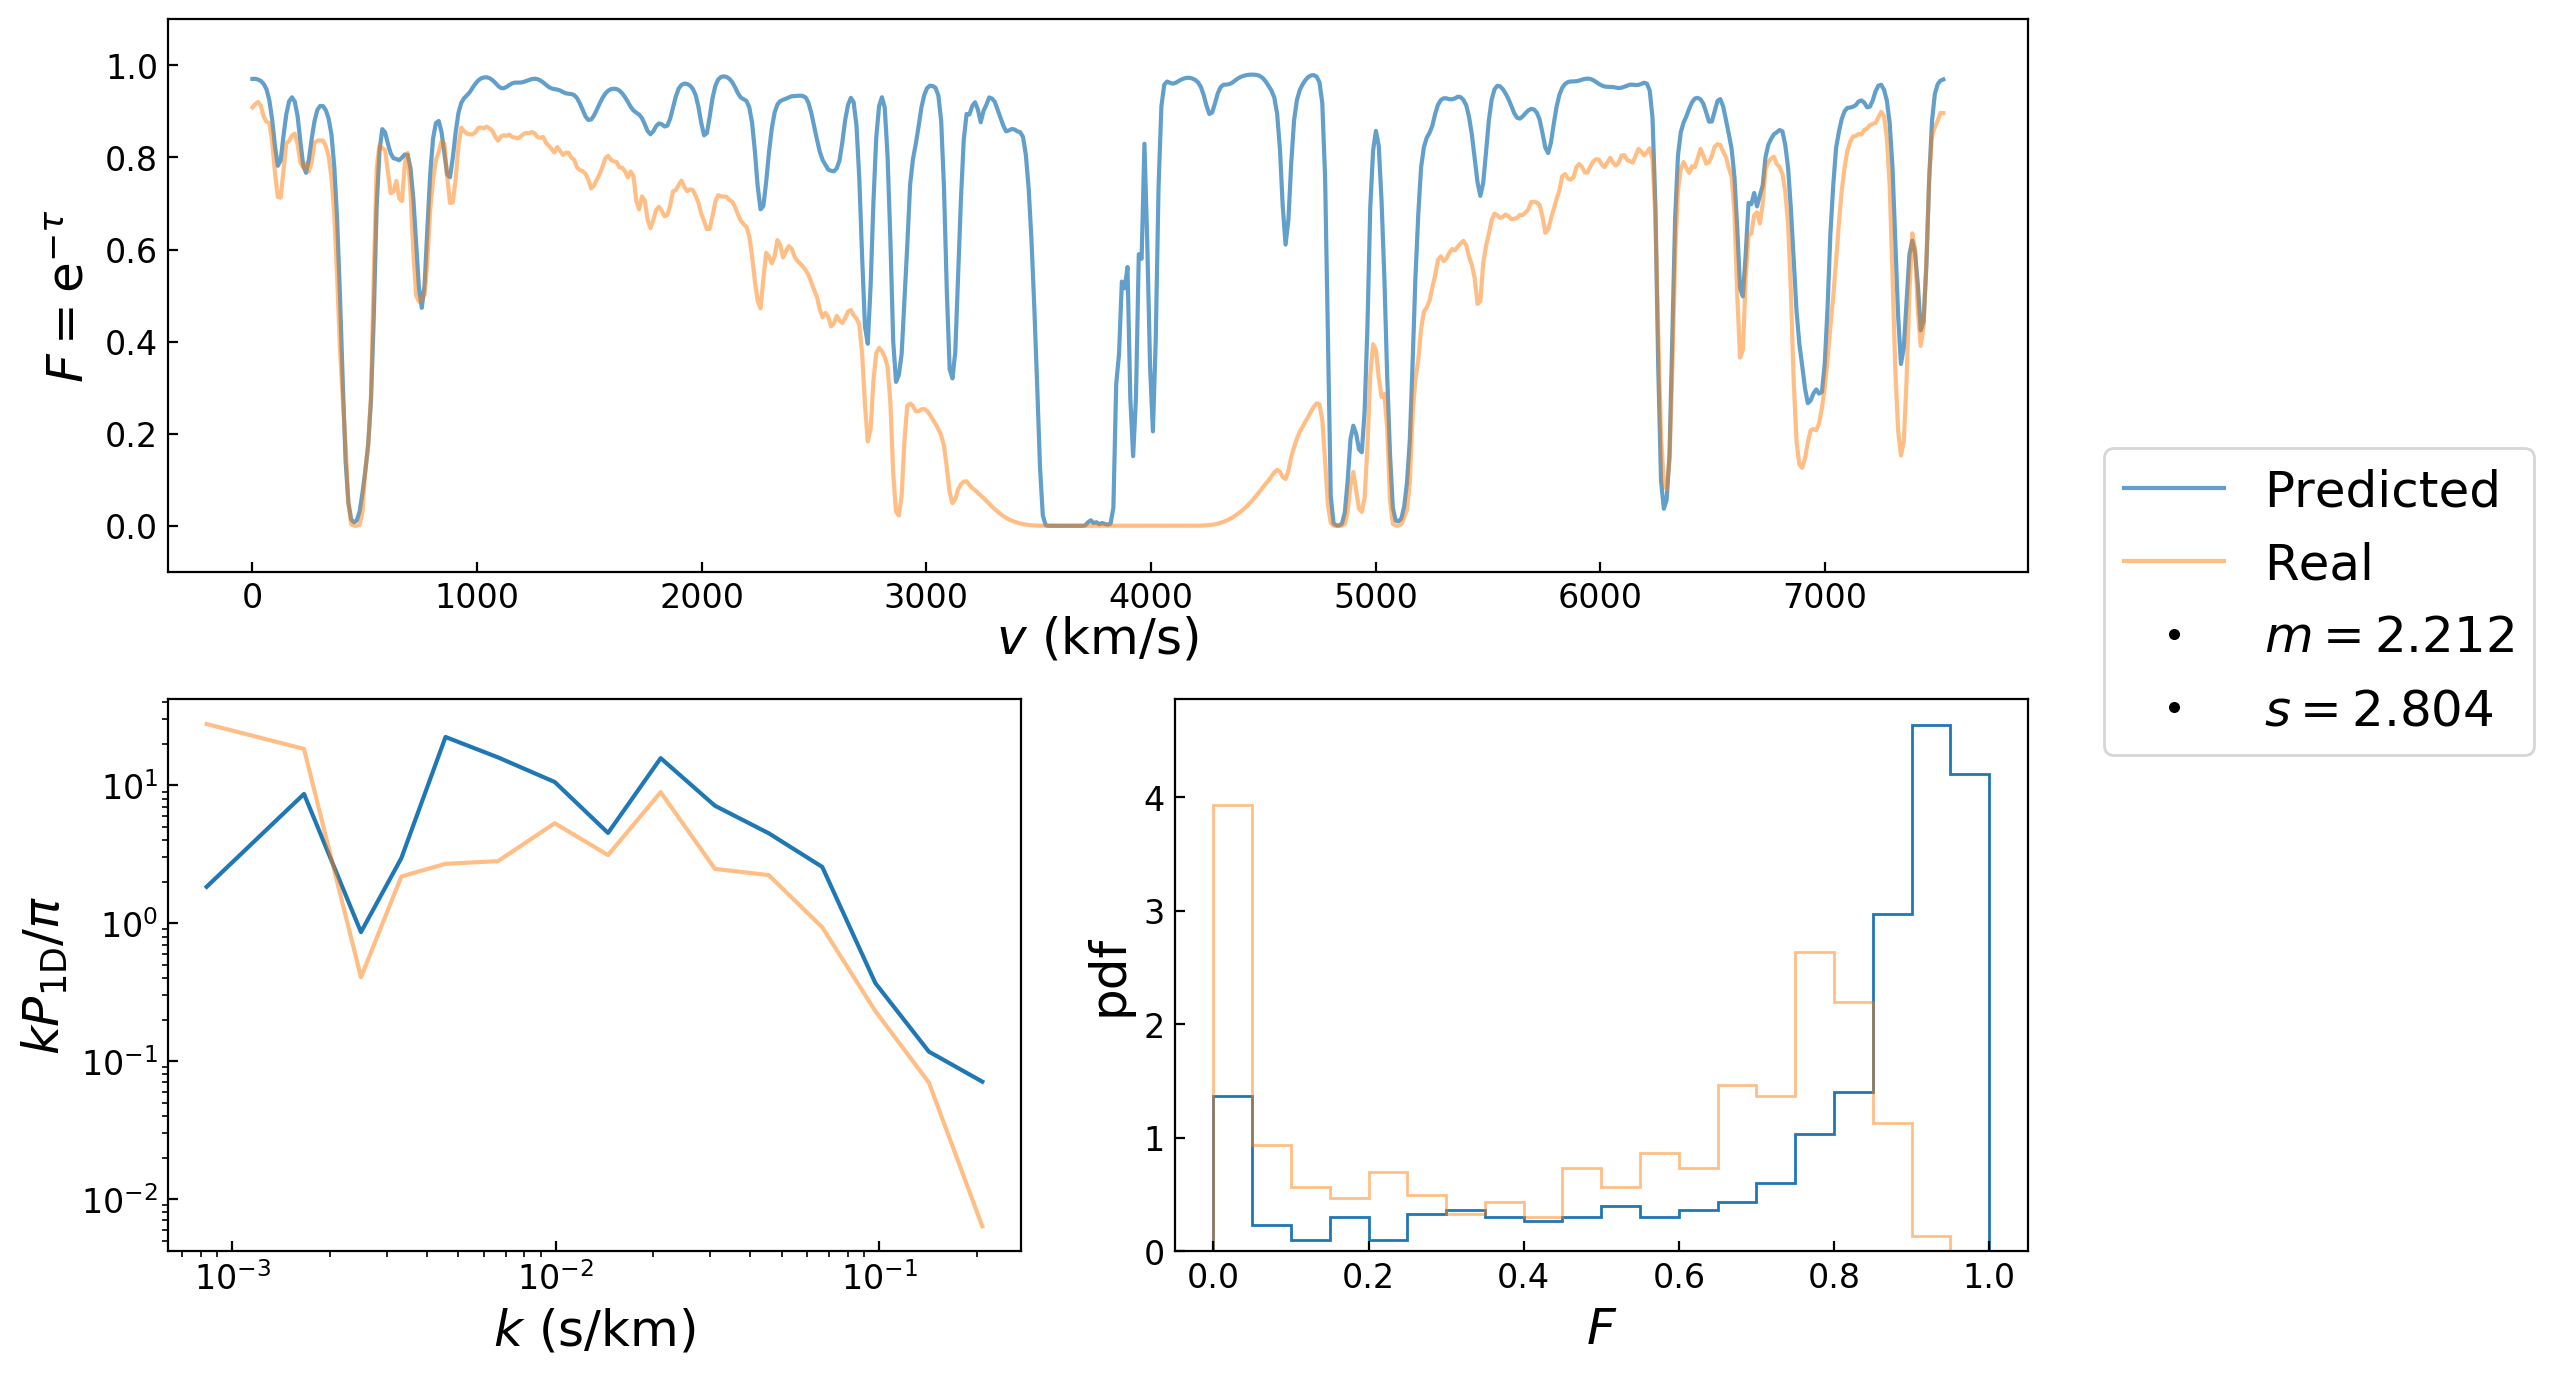 F = e^{−τ}
1.0
0.8
0.6
0.4
0.2
0.0
0 1000 2000 3000 4000 5000 6000 7000
v (km/s)
Predicted
Real
m = 2.212
s = 2.804
kP_{1D}/π
10^1
10^0
10^{−1}
10^{−2}
10^{−3} 10^{−2} 10^{−1}
k (s/km)
pdf
4
3
2
1
0
0.0 0.2 0.4 0.6 0.8 1.0
F